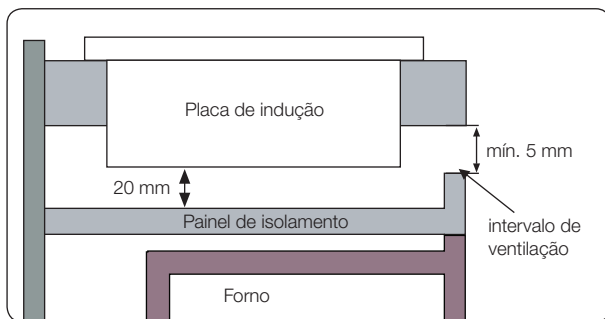 Placa de indução
mín. 5 mm
20 mm
Painel de isolamento
intervalo de
ventilação
Forno